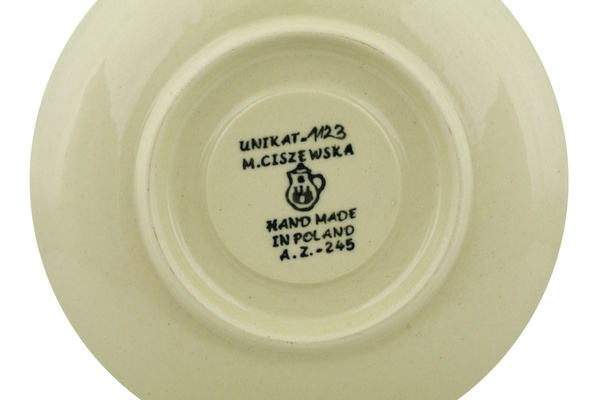 UNIKAT-1123
M.CISZEWSKA
HAND MADE
IN POLAND
A.Z.-245